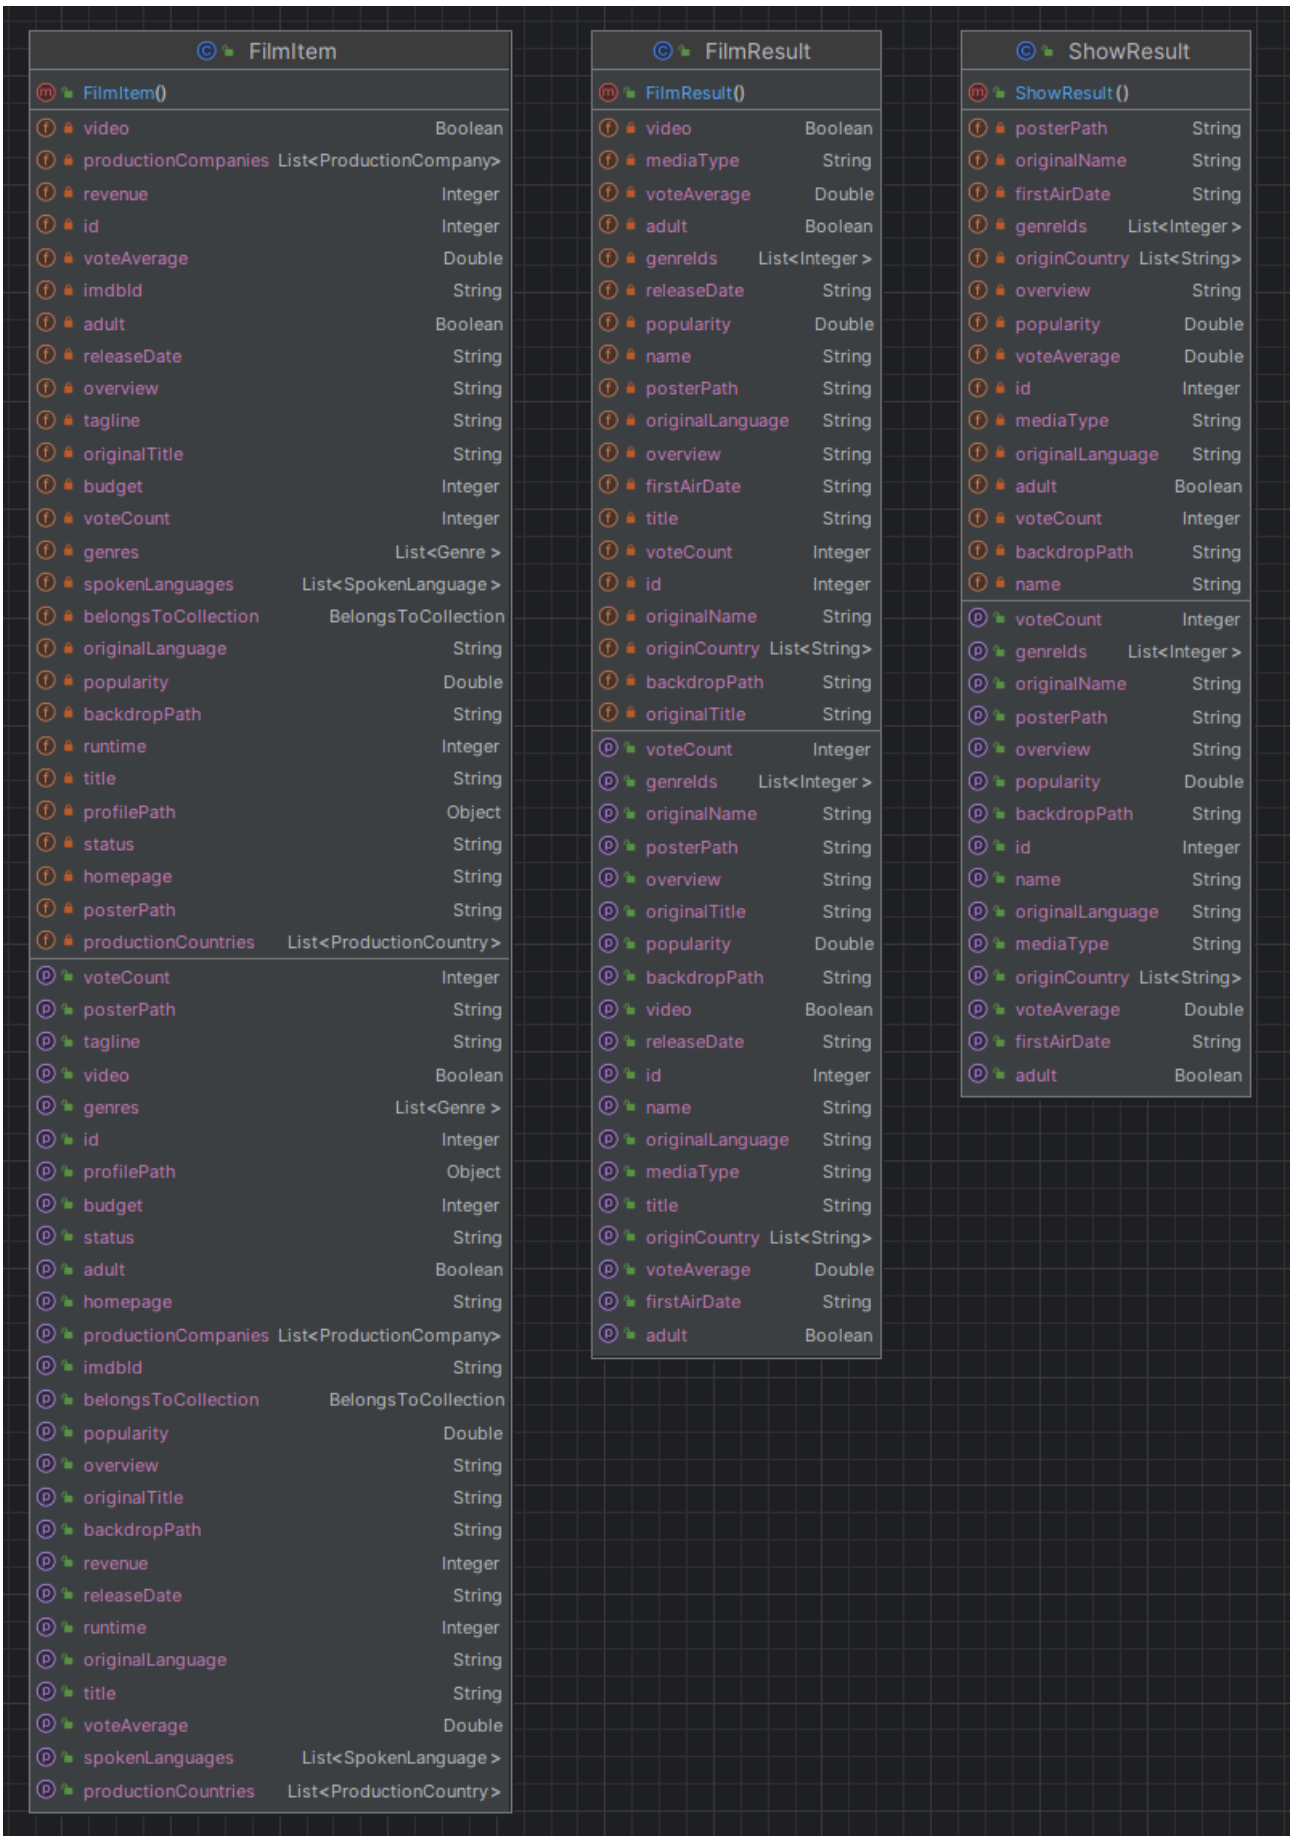 FilmItem
FilmItem()
video Boolean
productionCompanies List<ProductionCompany>
revenue Integer
id Integer
voteAverage Double
imdbId String
adult Boolean
releaseDate String
overview String
tagline String
originalTitle String
budget Integer
voteCount Integer
genres List<Genre >
spokenLanguages List<SpokenLanguage >
belongsToCollection BelongsToCollection
originalLanguage String
popularity Double
backdropPath String
runtime Integer
title String
profilePath Object
status String
homepage String
posterPath String
productionCountries List<ProductionCountry>
voteCount Integer
posterPath String
tagline String
video Boolean
genres List<Genre >
id Integer
profilePath Object
budget Integer
status String
adult Boolean
homepage String
productionCompanies List<ProductionCompany>
imdbId String
belongsToCollection BelongsToCollection
popularity Double
overview String
originalTitle String
backdropPath String
revenue Integer
releaseDate String
runtime Integer
originalLanguage String
title String
voteAverage Double
spokenLanguages List<SpokenLanguage >
productionCountries List<ProductionCountry>
FilmResult
FilmResult()
video Boolean
mediaType String
voteAverage Double
adult Boolean
genreIds List<Integer >
releaseDate String
popularity Double
name String
posterPath String
originalLanguage String
overview String
firstAirDate String
title String
voteCount Integer
id Integer
originalName String
originCountry List<String>
backdropPath String
originalTitle String
voteCount Integer
genreIds List<Integer >
originalName String
posterPath String
overview String
originalTitle String
popularity Double
backdropPath String
video Boolean
releaseDate String
id Integer
name String
originalLanguage String
mediaType String
title String
originCountry List<String>
voteAverage Double
firstAirDate String
adult Boolean
ShowResult
ShowResult()
posterPath String
originalName String
firstAirDate String
genreIds List<Integer >
originCountry List<String>
overview String
popularity Double
voteAverage Double
id Integer
mediaType String
originalLanguage String
adult Boolean
voteCount Integer
backdropPath String
name String
voteCount Integer
genreIds List<Integer >
originalName String
posterPath String
overview String
popularity Double
backdropPath String
id Integer
name String
originalLanguage String
mediaType String
originCountry List<String>
voteAverage Double
firstAirDate String
adult Boolean